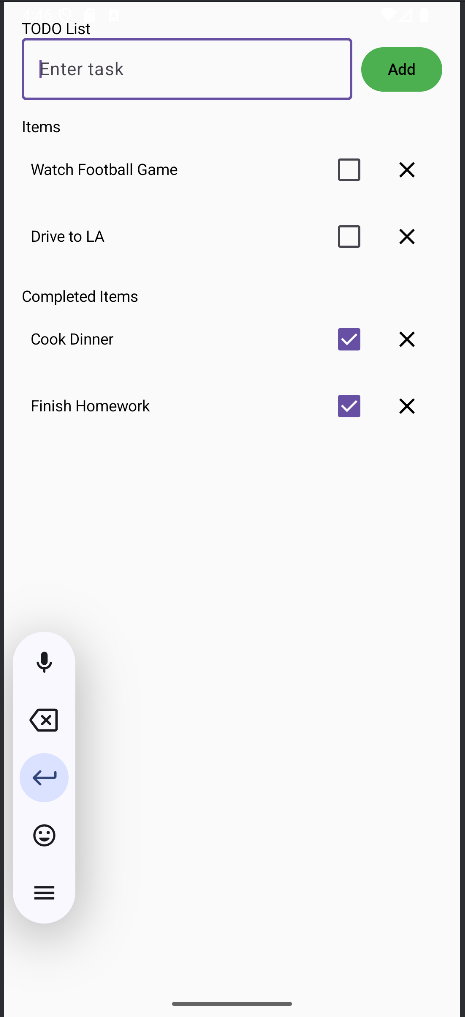 TODO List
Enter task
Add
Items
Watch Football Game
Drive to LA
Completed Items
Cook Dinner
Finish Homework